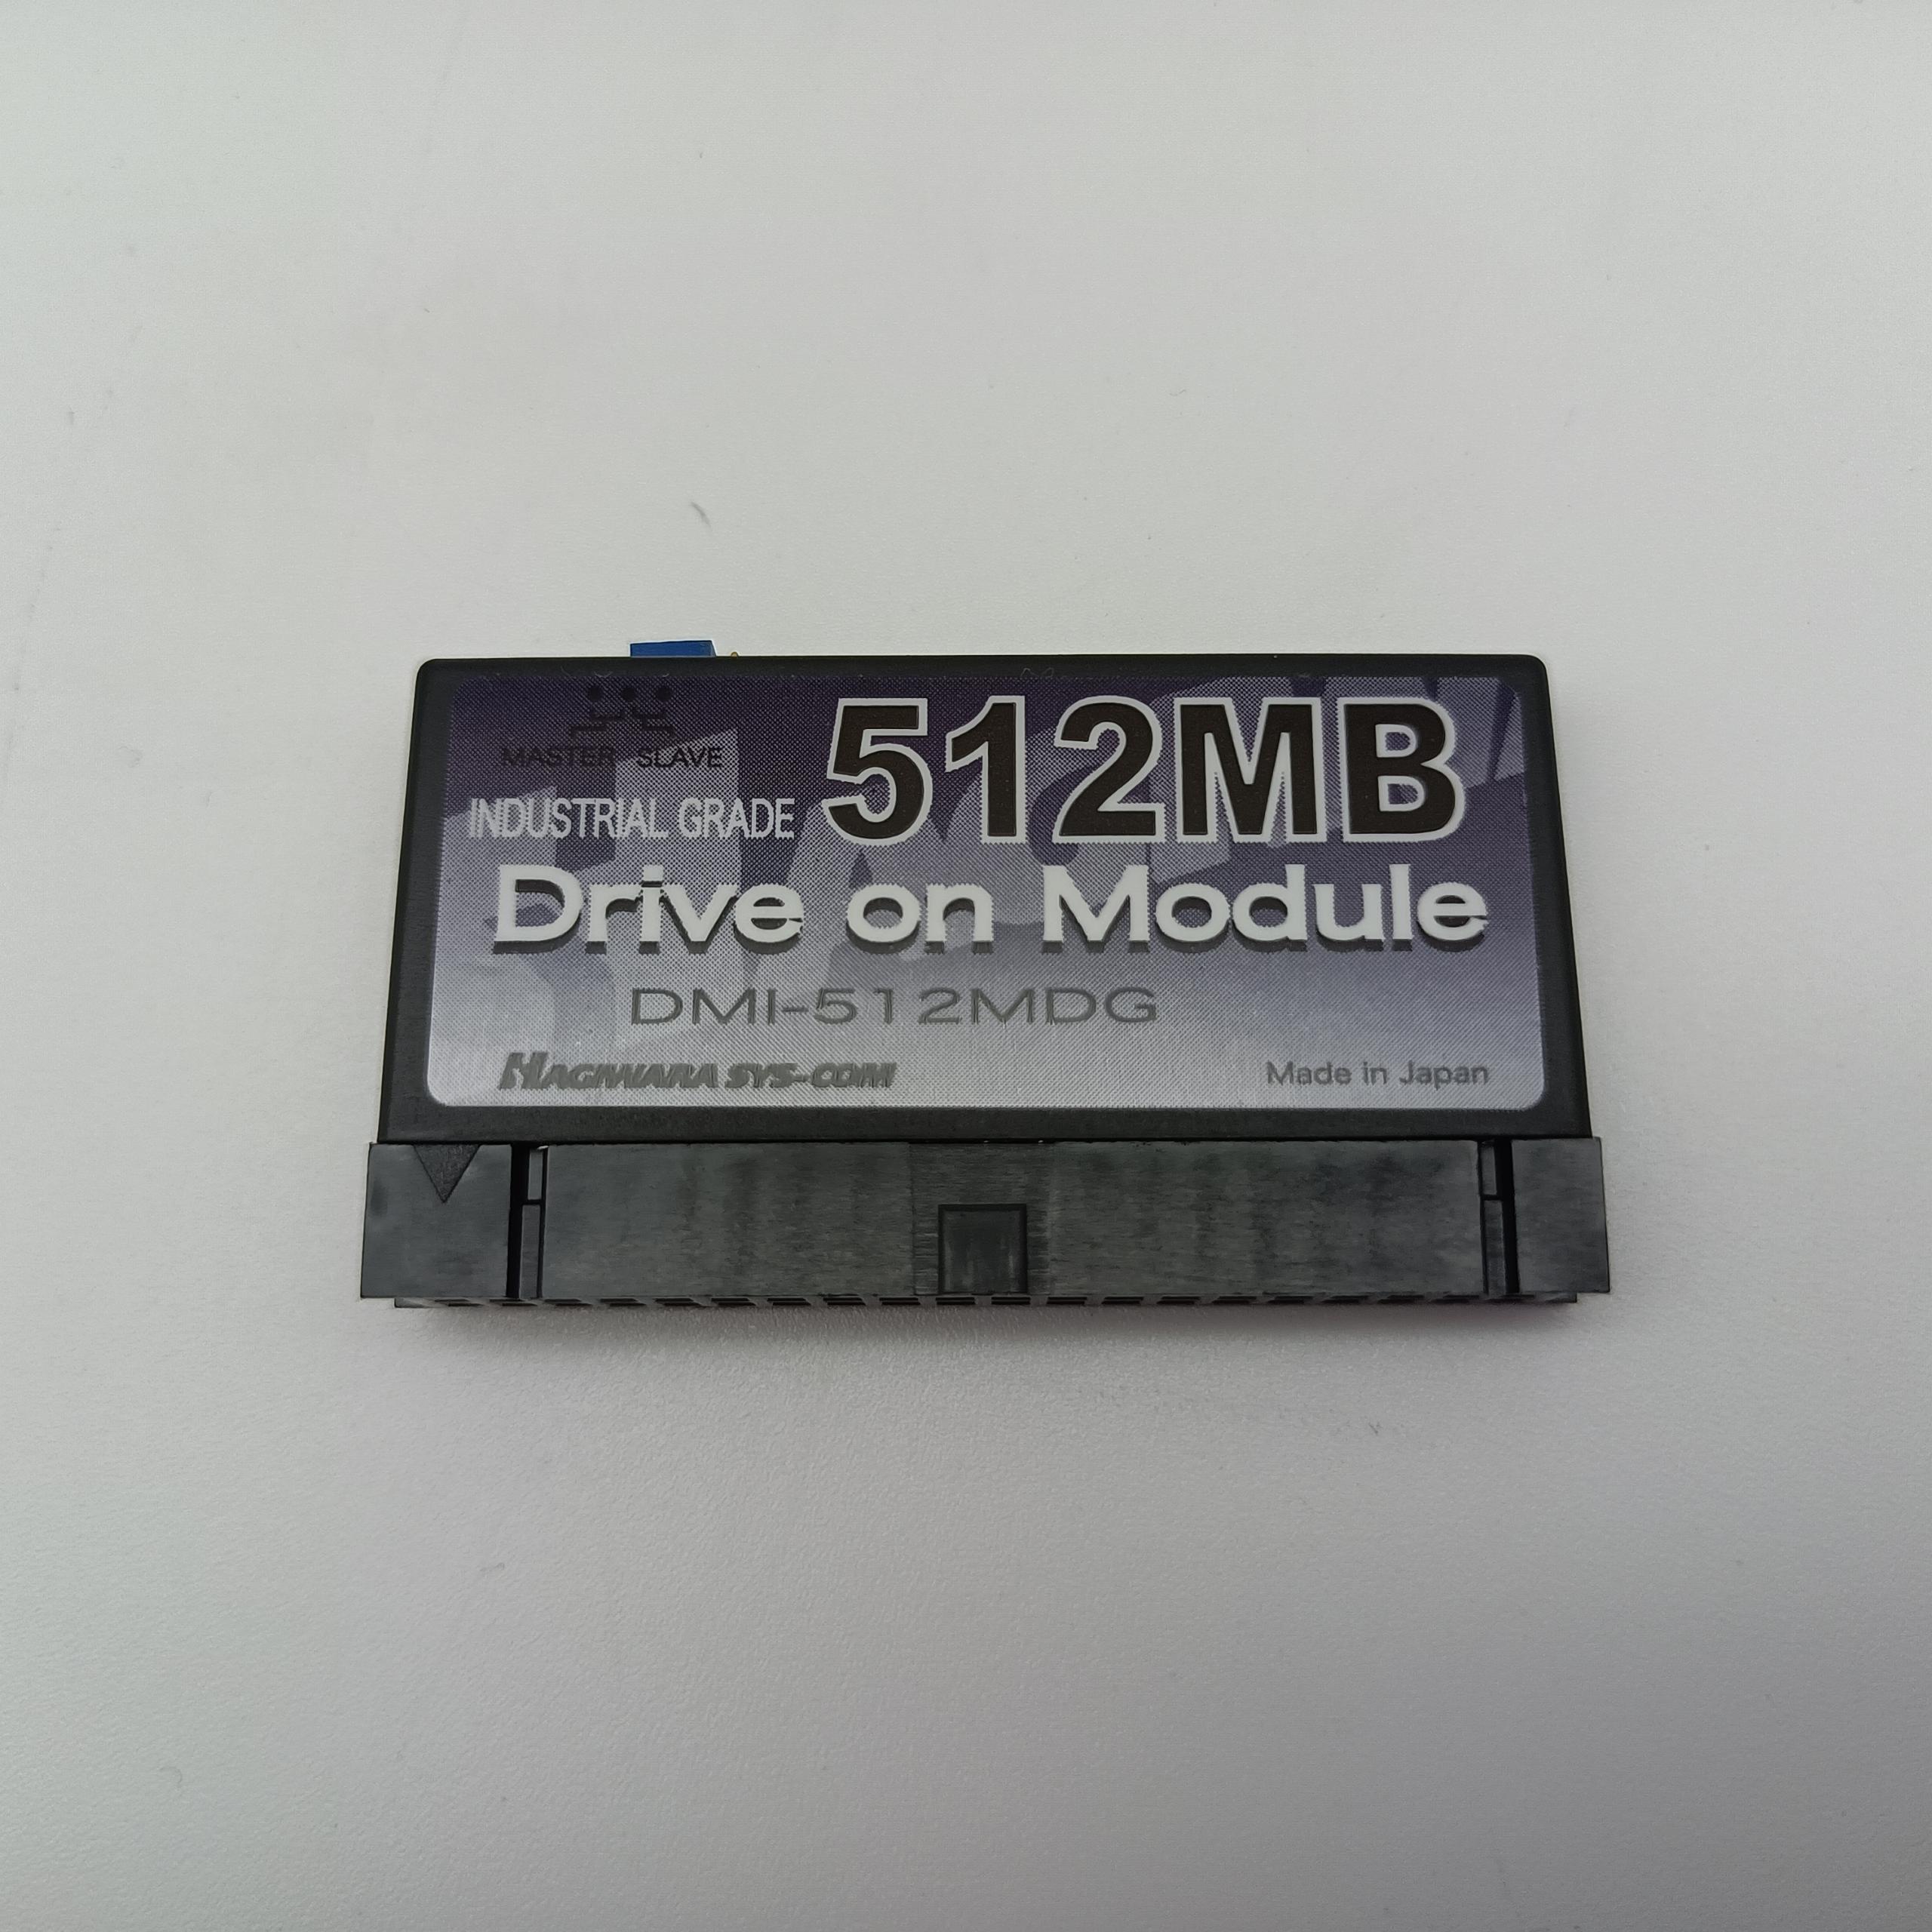 MASTER SLAVE
INDUSTRIAL GRADE
512MB
Drive on Module
DMI-512MDG
HAGIWARA SYS-COM
Made in Japan